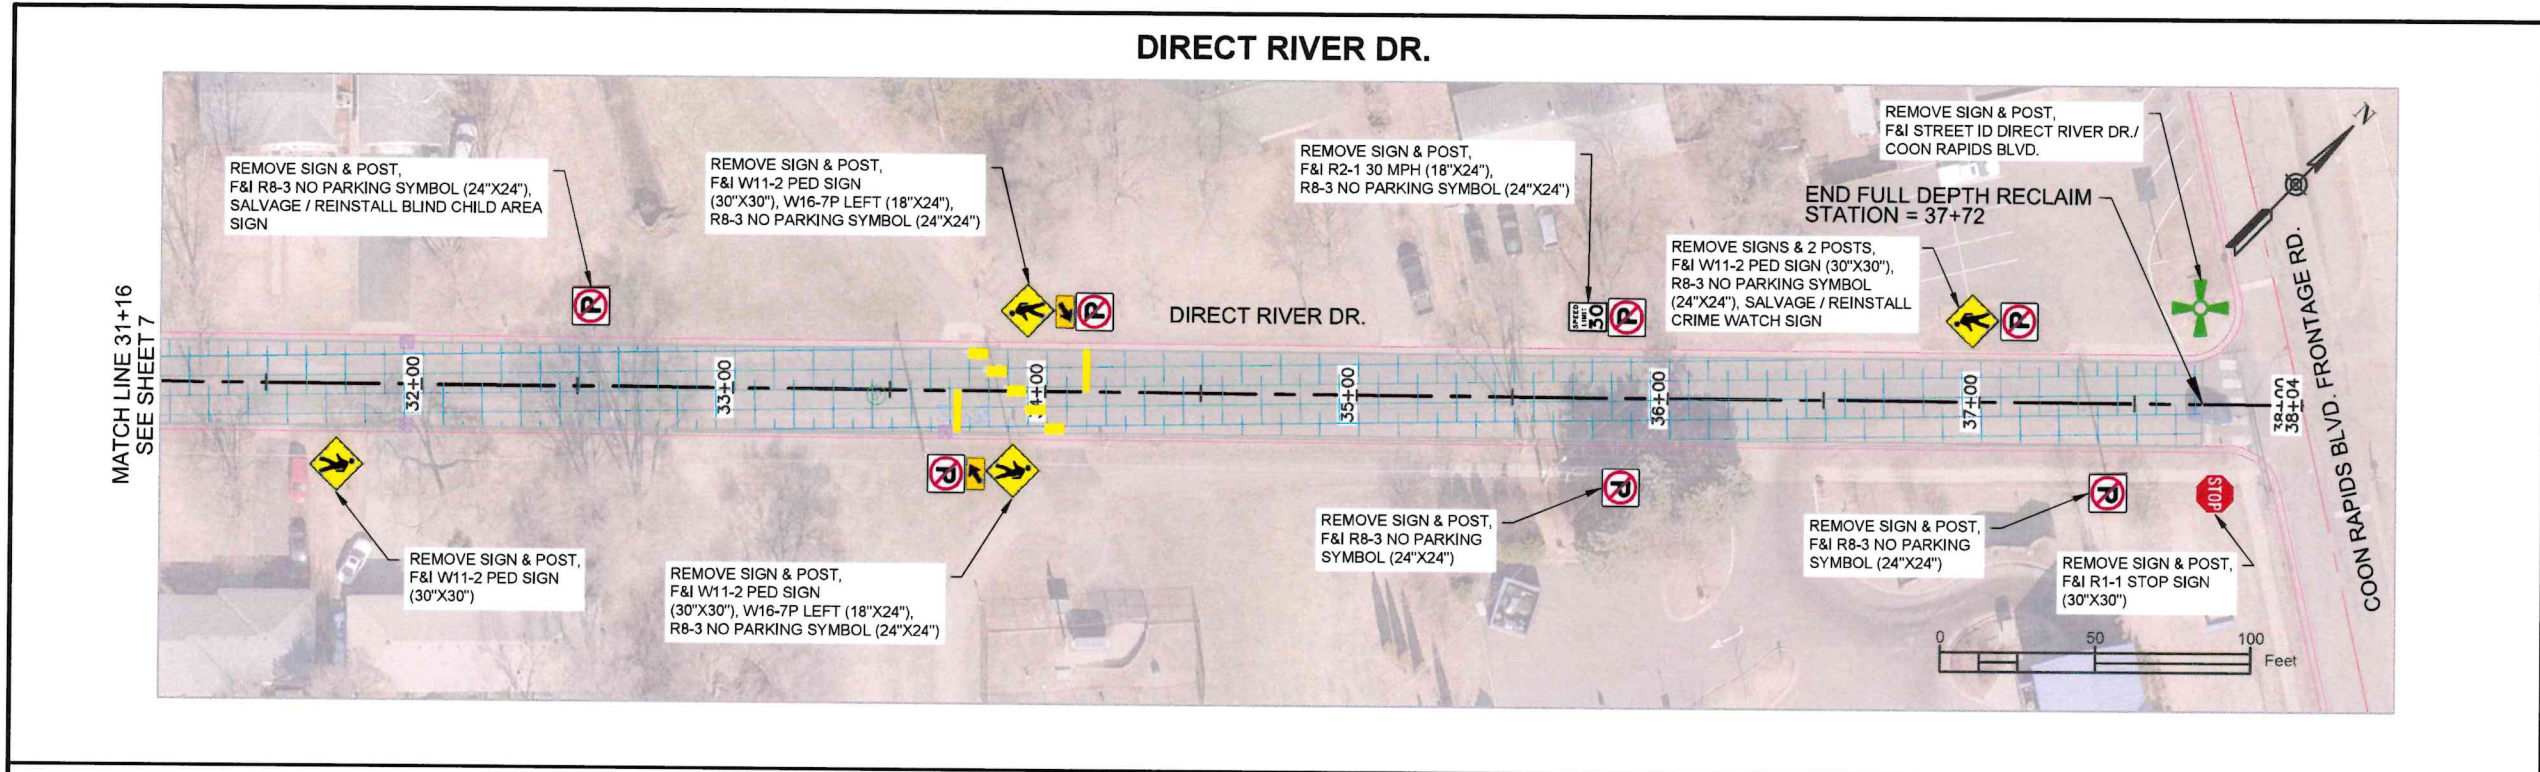 DIRECT RIVER DR.
REMOVE SIGN & POST,
F&I R8-3 NO PARKING SYMBOL (24"X24"),
SALVAGE / REINSTALL BLIND CHILD AREA
SIGN
REMOVE SIGN & POST,
F&I W11-2 PED SIGN
(30"X30"), W16-7P LEFT (18"X24"),
R8-3 NO PARKING SYMBOL (24"X24")
REMOVE SIGN & POST,
F&I R2-1 30 MPH (18"X24"),
R8-3 NO PARKING SYMBOL (24"X24")
REMOVE SIGN & POST,
F&I STREET ID DIRECT RIVER DR./
COON RAPIDS BLVD.
N
END FULL DEPTH RECLAIM
STATION = 37+72
REMOVE SIGNS & 2 POSTS,
F&I W11-2 PED SIGN (30"X30"),
R8-3 NO PARKING SYMBOL
(24"X24"), SALVAGE / REINSTALL
CRIME WATCH SIGN
P
P
DIRECT RIVER DR.
SPEED
LIMIT
30
P
P
MATCH LINE 31+16
SEE SHEET 7
32+00
33+00
34+00
35+00
36+00
37+00
38+00
38+04
COON RAPIDS BLVD. FRONTAGE RD.
P
P
P
STOP
REMOVE SIGN & POST,
F&I W11-2 PED SIGN
(30"X30")
REMOVE SIGN & POST,
F&I W11-2 PED SIGN
(30"X30"), W16-7P LEFT (18"X24"),
R8-3 NO PARKING SYMBOL (24"X24")
REMOVE SIGN & POST,
F&I R8-3 NO PARKING
SYMBOL (24"X24")
REMOVE SIGN & POST,
F&I R8-3 NO PARKING
SYMBOL (24"X24")
REMOVE SIGN & POST,
F&I R1-1 STOP SIGN
(30"X30")
0 50 100
Feet